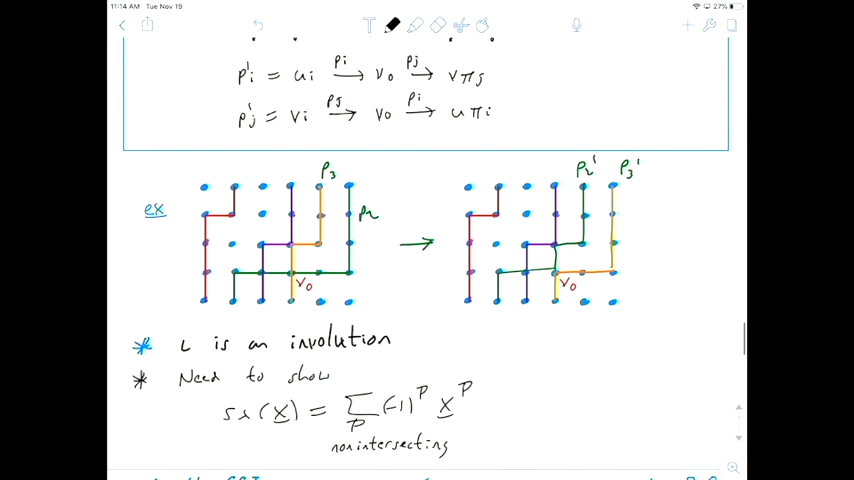 11:14 AM Tue Nov 19
27%
p'i = ui pi→ v0 pj→ vπj
p'j = vi pj→ v0 pi→ uπi
ex
p3
p2
v0
p2' p3'
v0
* L is an involution
* Need to show
sλ(x) = ∑ (-1)^P x^P
P
nonintersecting